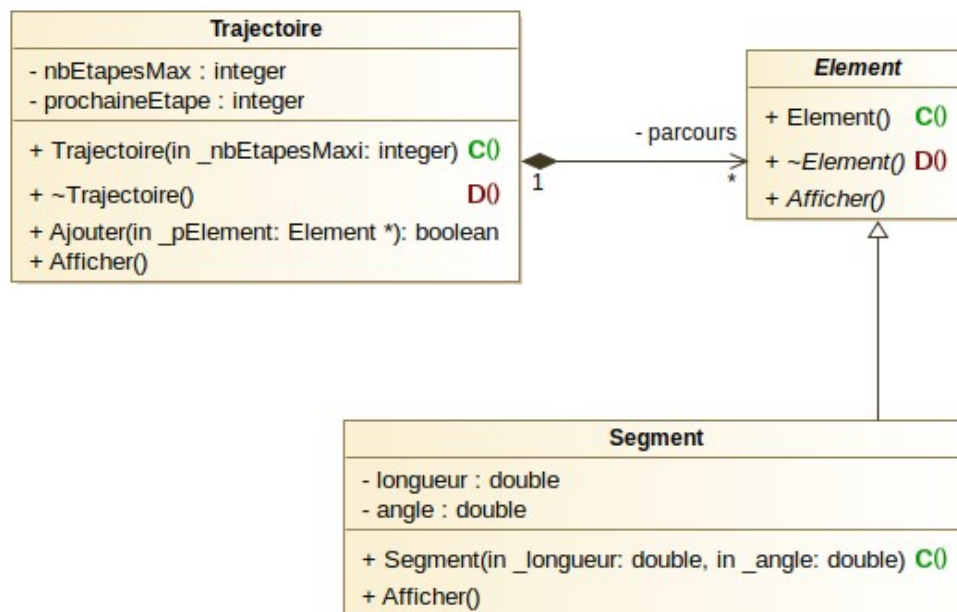 Trajectoire
- nbEtapesMax : integer
- prochaineEtape : integer
+ Trajectoire(in _nbEtapesMaxi: integer) C()
+ ~Trajectoire() D()
+ Ajouter(in _pElement: Element *): boolean
+ Afficher()
- parcours
1
*
Element
+ Element() C()
+ ~Element() D()
+ Afficher()
Segment
- longueur : double
- angle : double
+ Segment(in _longueur: double, in _angle: double) C()
+ Afficher()